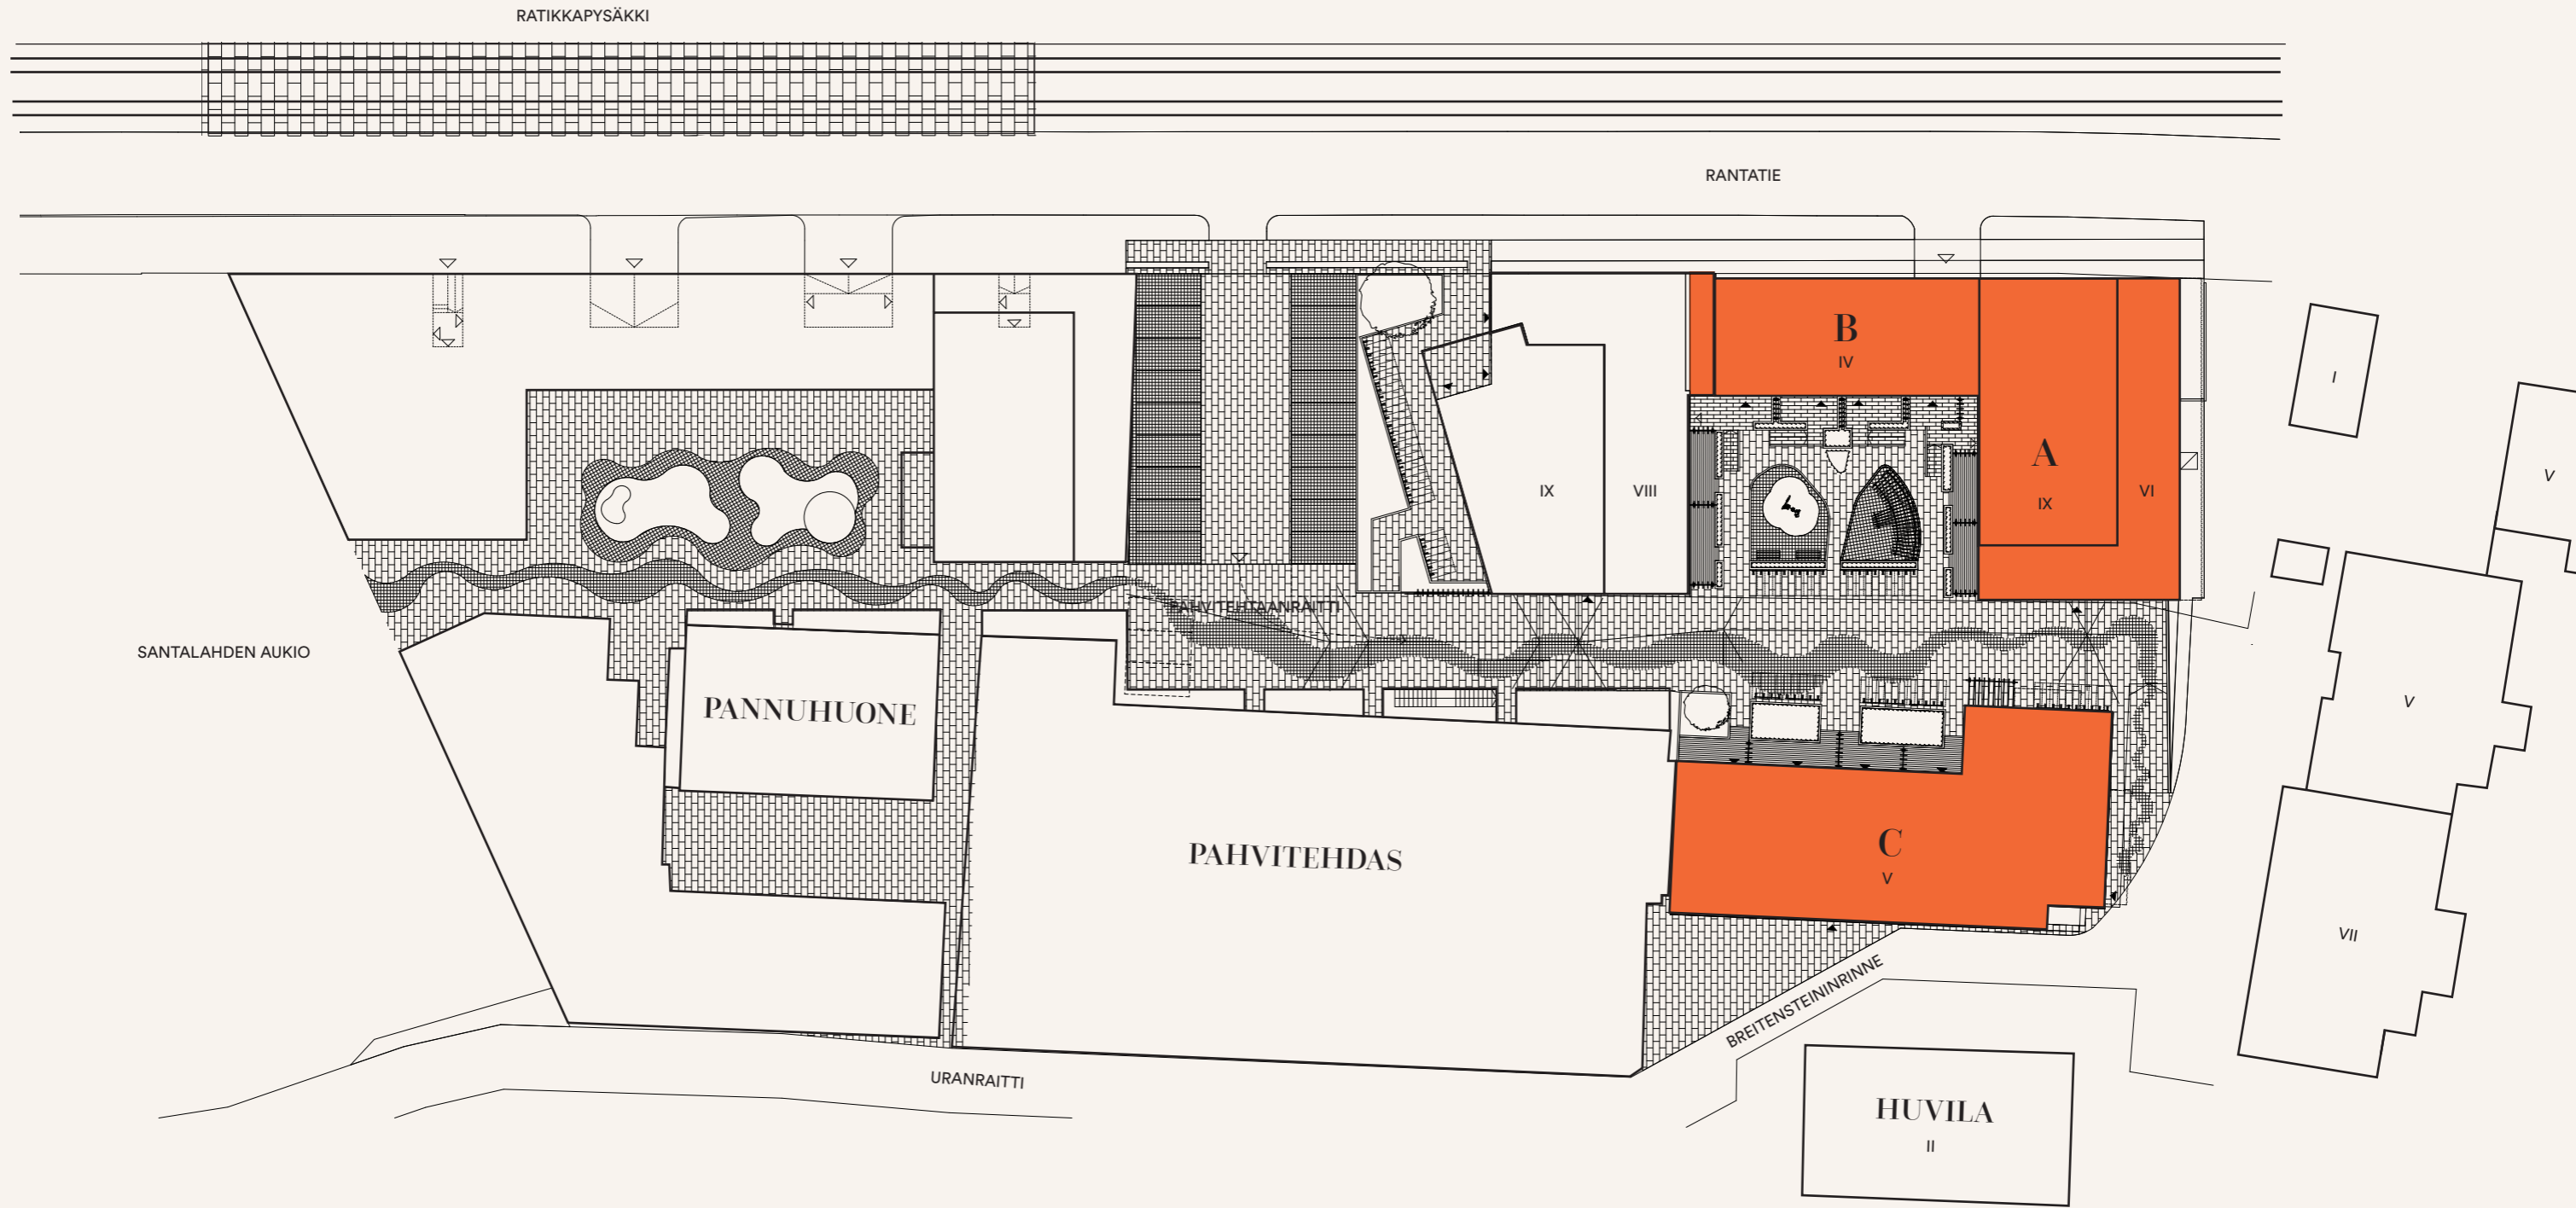 RATIKKAPYSÄKKI
RANTATIE
B
IV
I
A
IX
VI
IX
VIII
V
PAHVITEHTAANRAITTI
SANTALAHDEN AUKIO
PANNUHUONE
V
PAHVITEHDAS
C
V
VII
BREITENSTEININRINNE
URANRAITTI
HUVILA
II